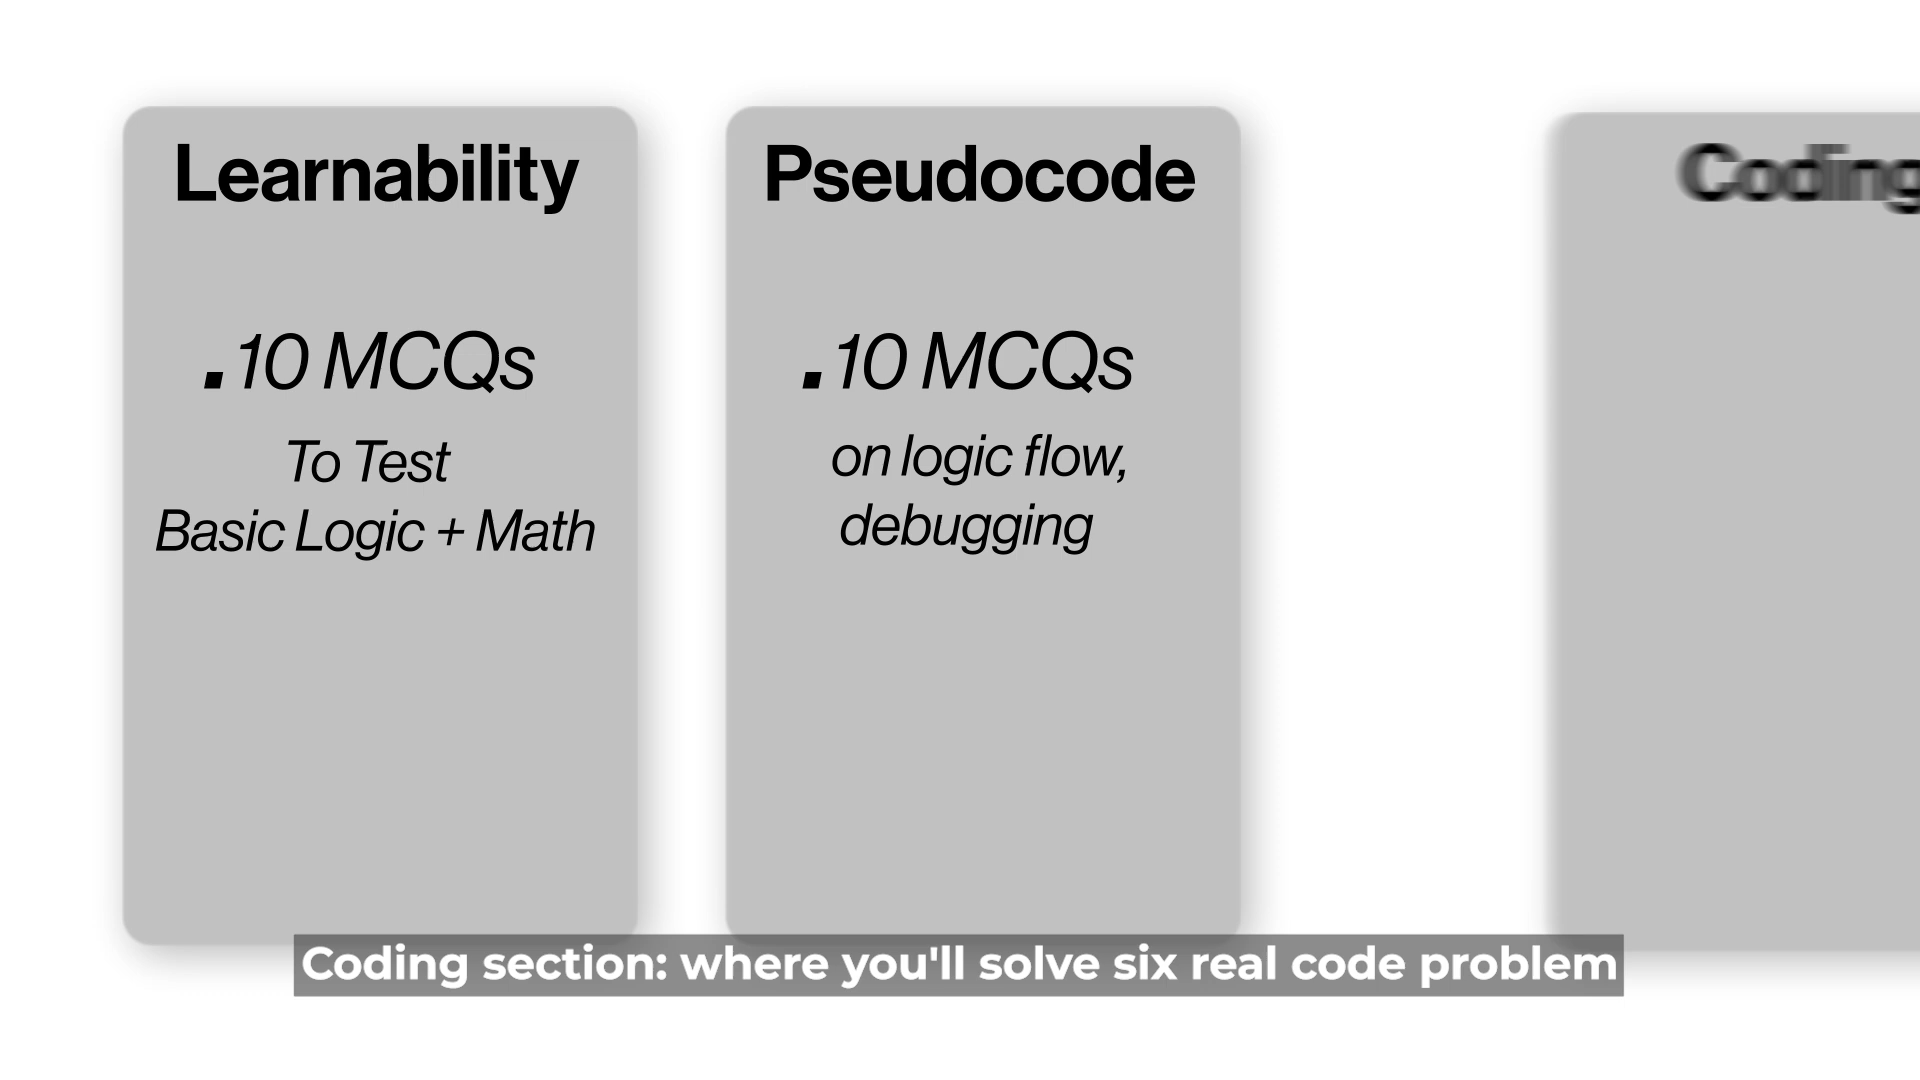 Learnability
.10 MCQs
To Test
Basic Logic + Math
Pseudocode
.10 MCQs
on logic flow,
debugging
Coding
Coding section: where you'll solve six real code problem